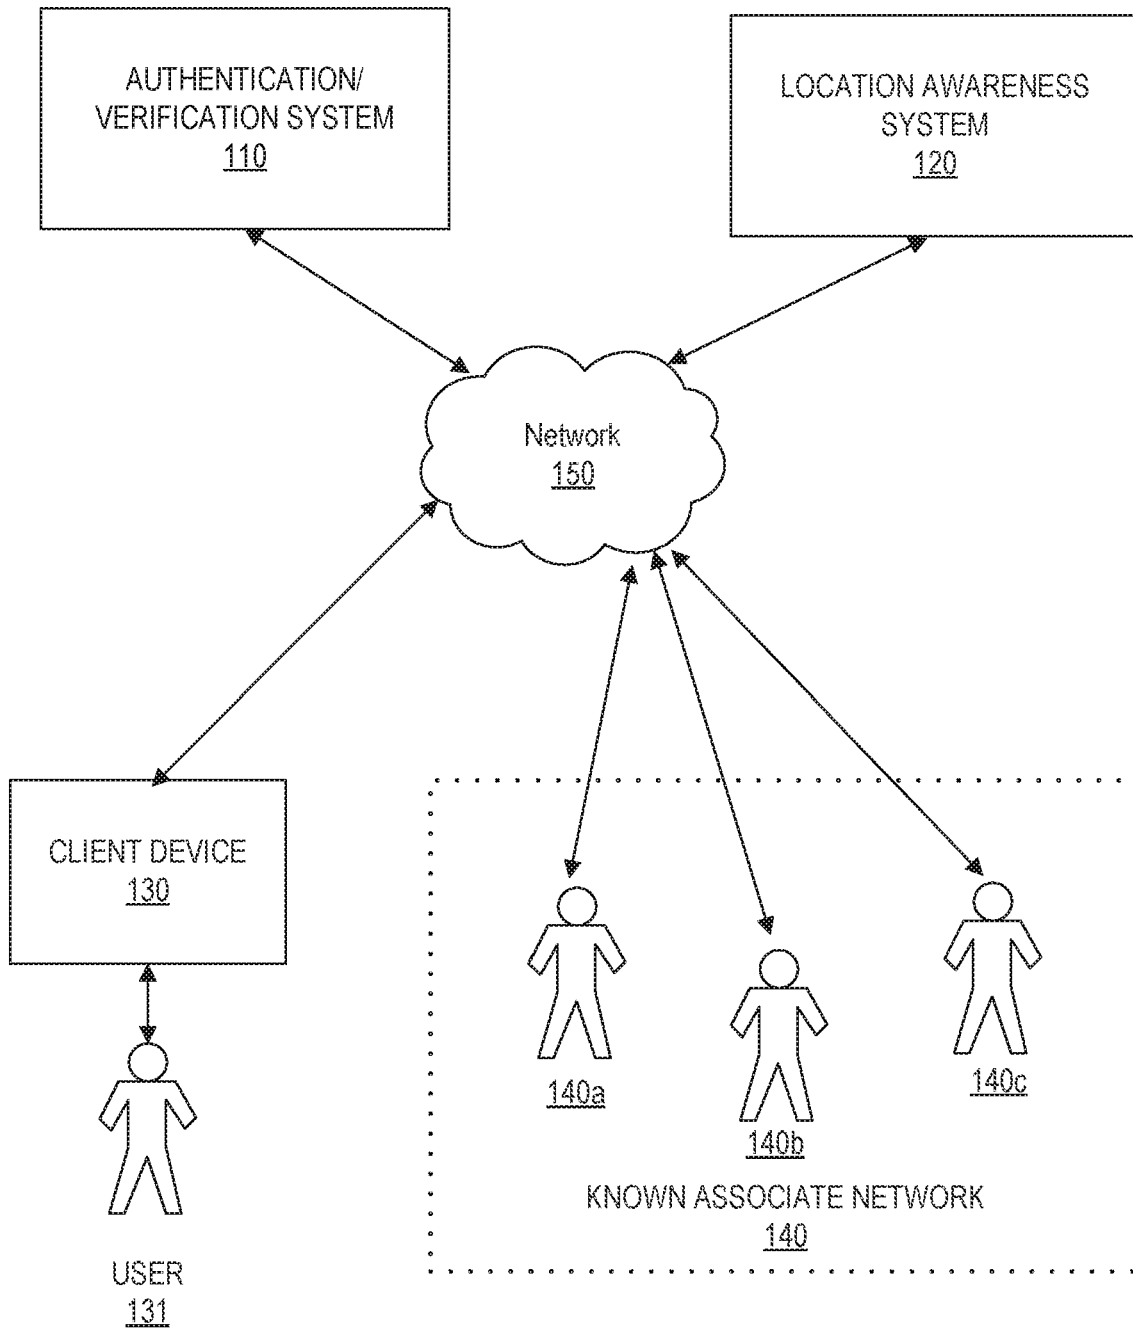 AUTHENTICATION/
VERIFICATION SYSTEM
110
LOCATION AWARENESS
SYSTEM
120
Network
150
CLIENT DEVICE
130
140a
140b
140c
KNOWN ASSOCIATE NETWORK
140
USER
131